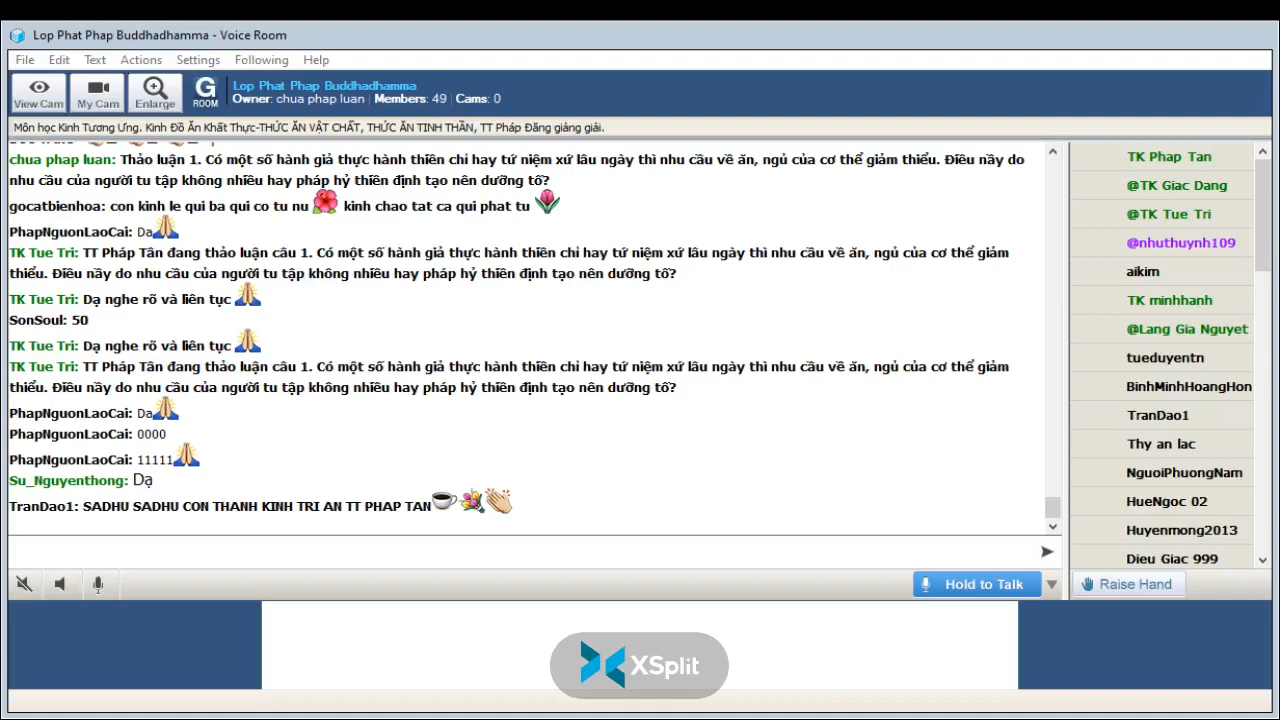 Lop Phat Phap Buddhadhamma - Voice Room
File Edit Text Actions Settings Following Help
View Cam My Cam Enlarge G ROOM
Lop Phat Phap Buddhadhamma
Owner: chua phap luan | Members: 49 | Cams: 0
Môn học Kinh Tương Ưng. Kinh Đồ Ăn Khất Thực-THỨC ĂN VẬT CHẤT, THỨC ĂN TINH THẦN, TT Pháp Đăng giảng giải.
chua phap luan: Thảo luận 1. Có một số hành giả thực hành thiền chỉ hay tứ niệm xứ lâu ngày thì nhu cầu về ăn, ngủ của cơ thể giảm thiểu. Điều nầy do
nhu cầu của người tu tập không nhiều hay pháp hỷ thiền định tạo nên dưỡng tố?
gocatbienhoa: con kinh le qui ba qui co tu nu kinh chao tat ca qui phat tu
PhapNguonLaoCai: Da
TK Tue Tri: TT Pháp Tân đang thảo luận câu 1. Có một số hành giả thực hành thiền chỉ hay tứ niệm xứ lâu ngày thì nhu cầu về ăn, ngủ của cơ thể giảm
thiểu. Điều nầy do nhu cầu của người tu tập không nhiều hay pháp hỷ thiền định tạo nên dưỡng tố?
TK Tue Tri: Dạ nghe rõ và liên tục
SonSoul: 50
TK Tue Tri: Dạ nghe rõ và liên tục
TK Tue Tri: TT Pháp Tân đang thảo luận câu 1. Có một số hành giả thực hành thiền chỉ hay tứ niệm xứ lâu ngày thì nhu cầu về ăn, ngủ của cơ thể giảm
thiểu. Điều nầy do nhu cầu của người tu tập không nhiều hay pháp hỷ thiền định tạo nên dưỡng tố?
PhapNguonLaoCai: Da
PhapNguonLaoCai: 0000
PhapNguonLaoCai: 11111
Su_Nguyenthong: Dạ
TranDao1: SADHU SADHU CON THANH KINH TRI AN TT PHAP TAN
TK Phap Tan
@TK Giac Dang
@TK Tue Tri
@nhuthuynh109
aikim
TK minhhanh
@Lang Gia Nguyet
tueduyentn
BinhMinhHoangHon
TranDao1
Thy an lac
NguoiPhuongNam
HueNgoc 02
Huyenmong2013
Dieu Giac 999
Hold to Talk
Raise Hand
XSplit